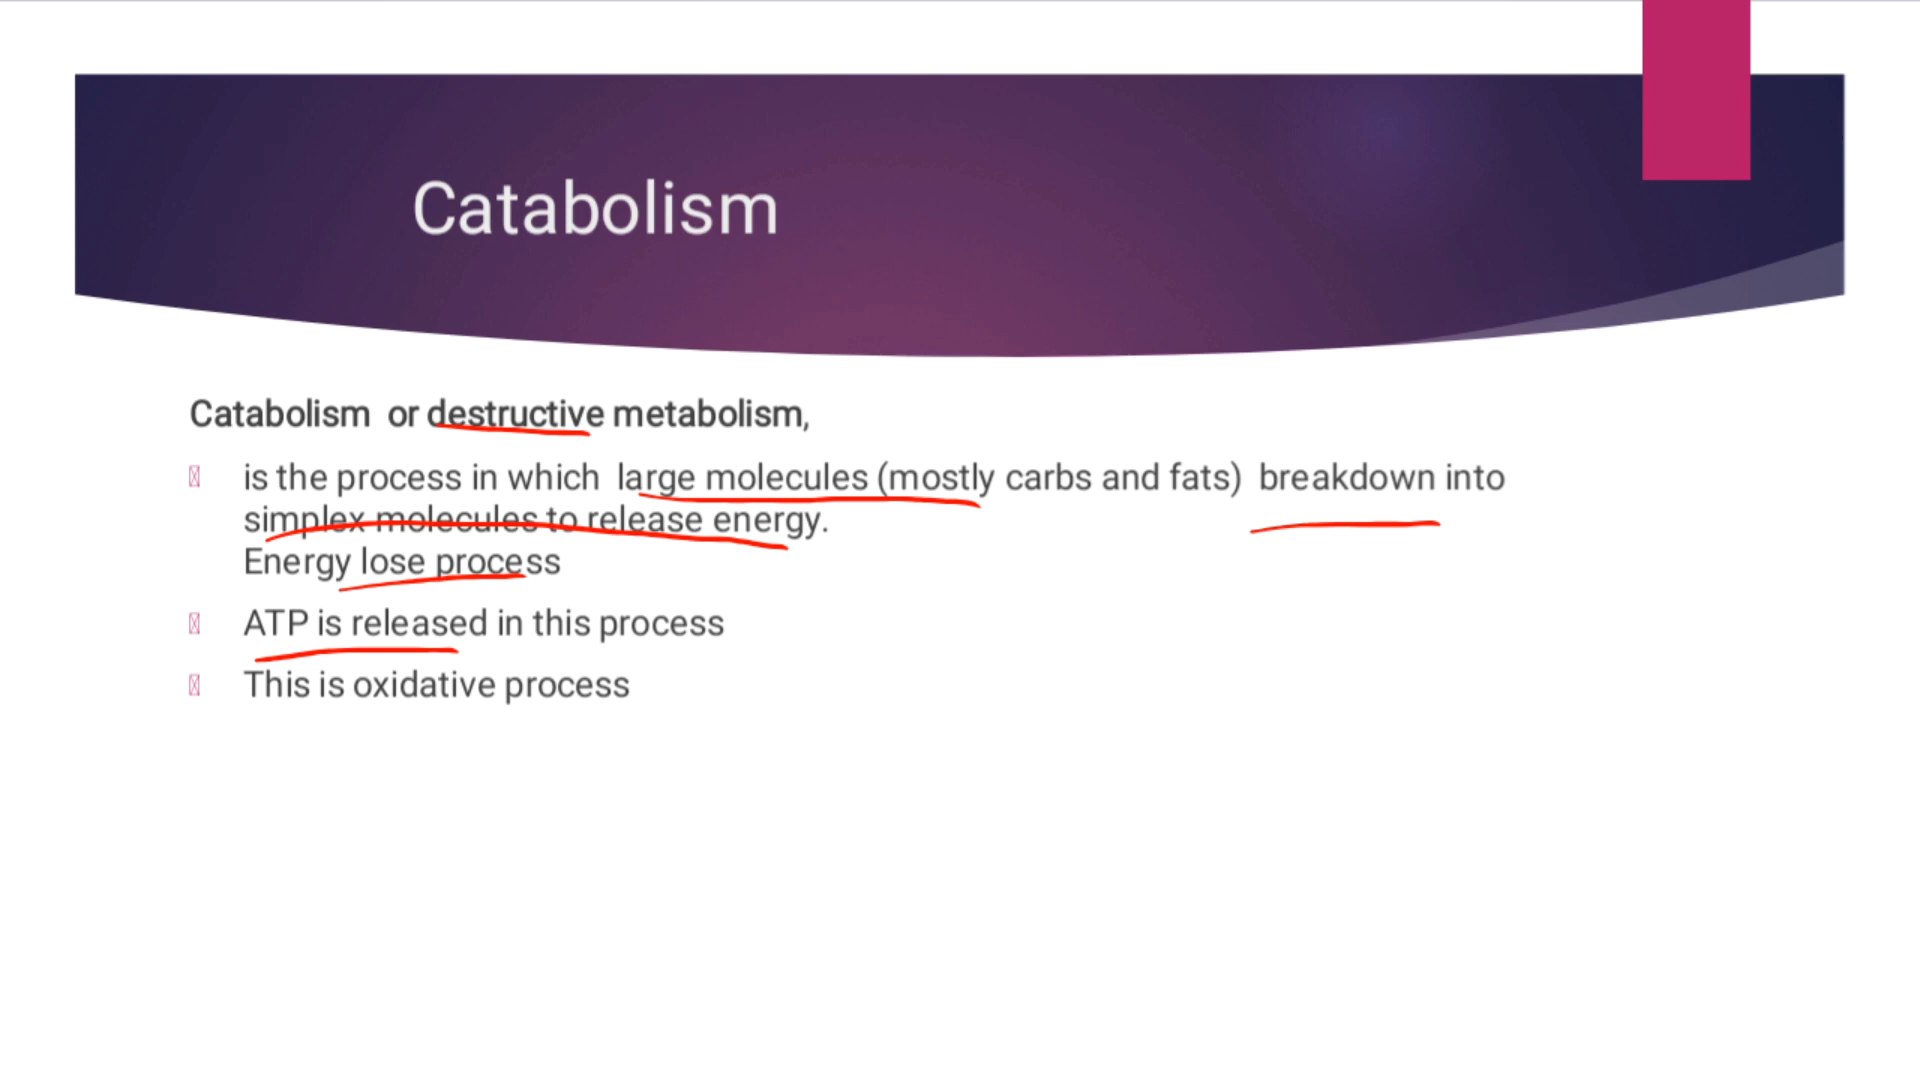 Catabolism
Catabolism or destructive metabolism,
is the process in which large molecules (mostly carbs and fats) breakdown into
simplex molecules to release energy.
Energy lose process
ATP is released in this process
This is oxidative process